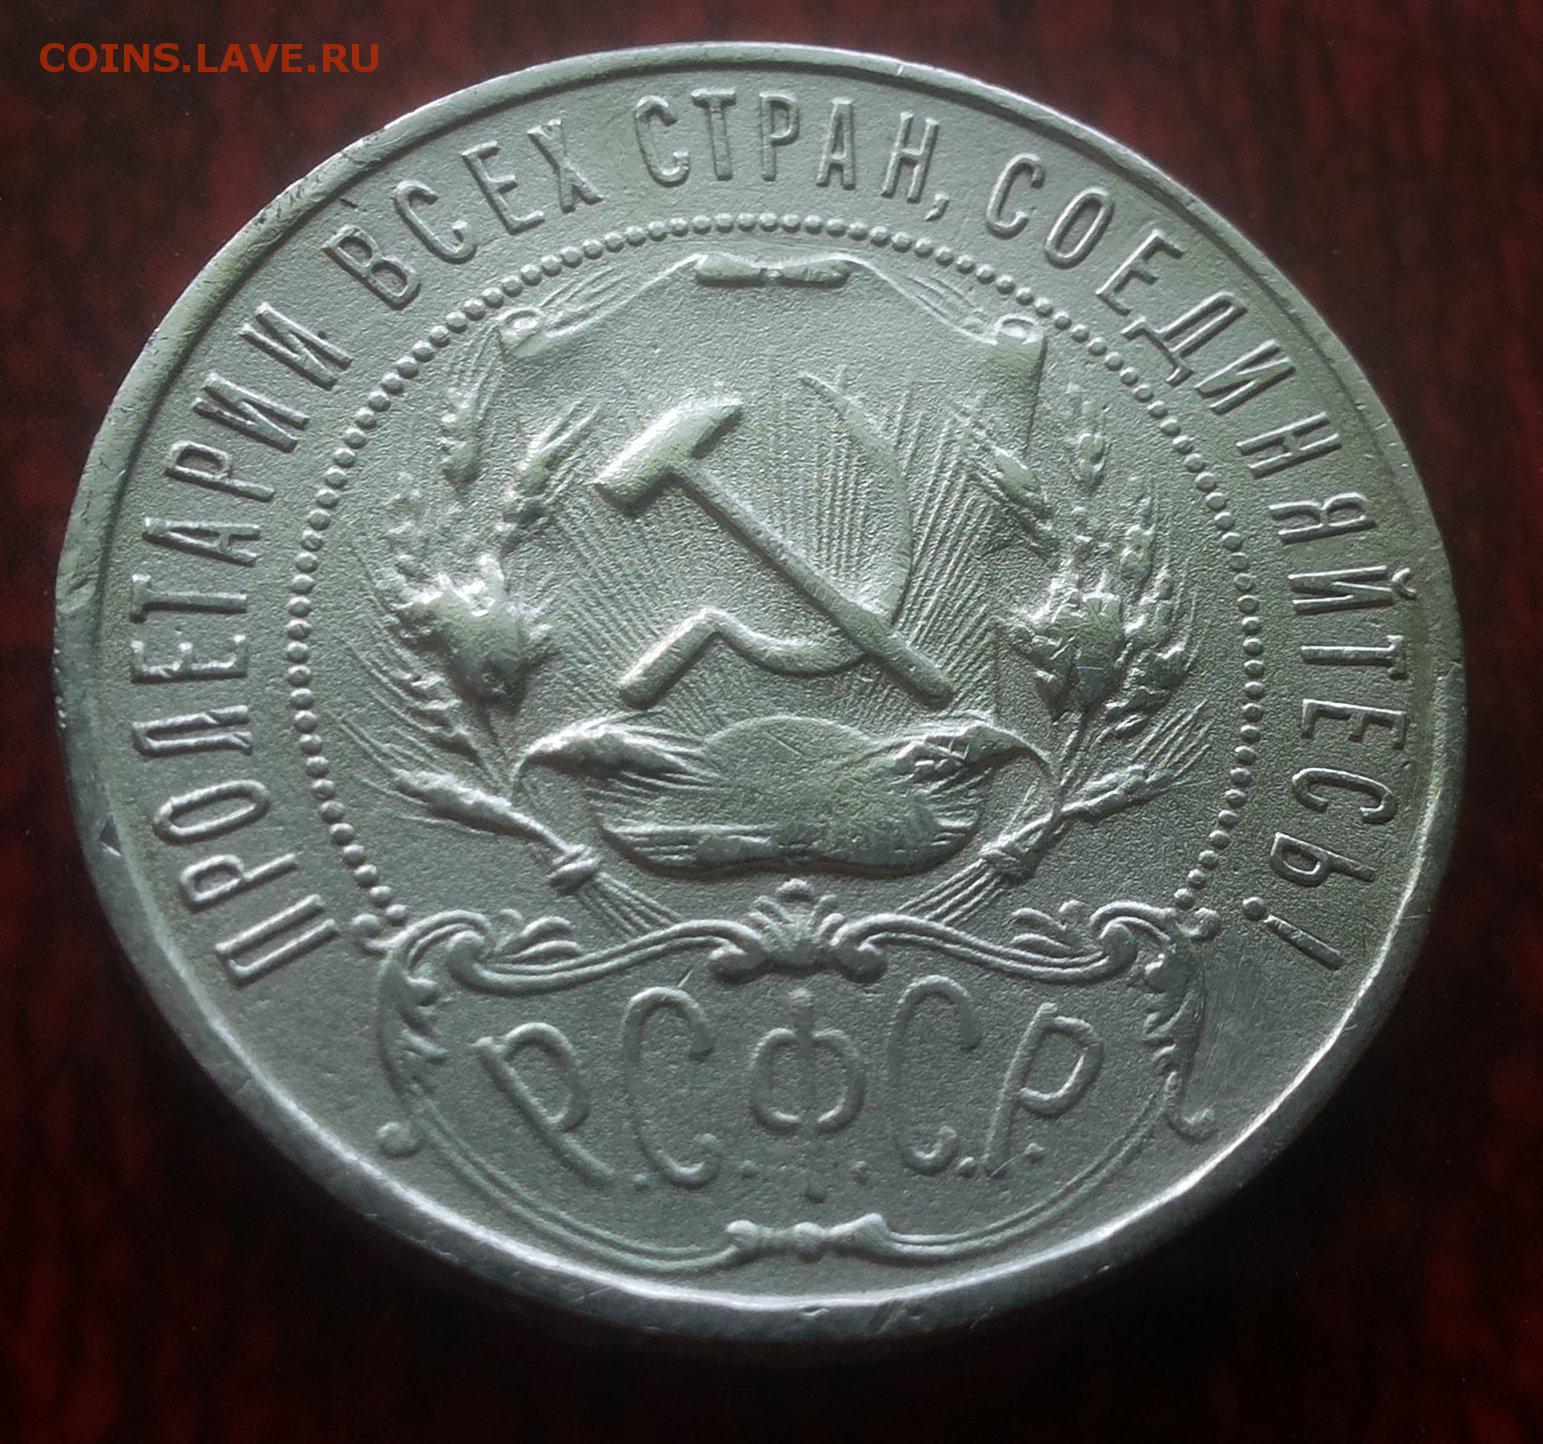 COINS.LAVE.RU
ПРОЛЕТАРИИ ВСЕХ СТРАН, СОЕДИНЯЙТЕСЬ!
Р.С.Ф.С.Р.